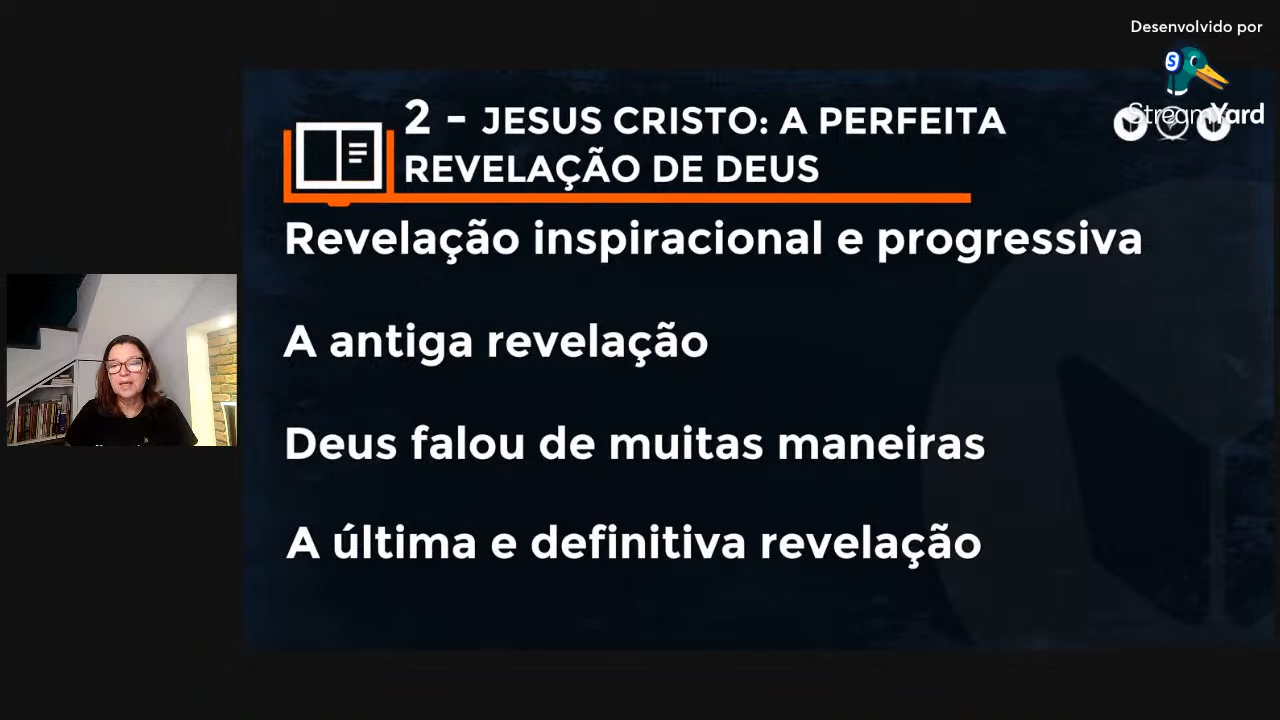 Desenvolvido por
StreamYard
2 - JESUS CRISTO: A PERFEITA
REVELAÇÃO DE DEUS
Revelação inspiracional e progressiva
A antiga revelação
Deus falou de muitas maneiras
A última e definitiva revelação